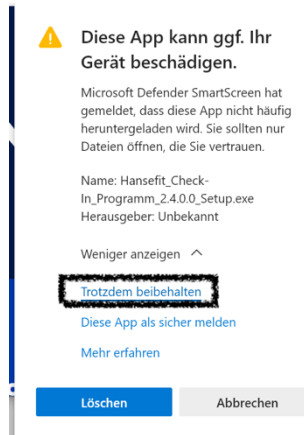 Diese App kann ggf. Ihr
Gerät beschädigen.
Microsoft Defender SmartScreen hat
gemeldet, dass diese App nicht häufig
heruntergeladen wird. Sie sollten nur
Dateien öffnen, die Sie vertrauen.
Name: Hansefit_Check-
In_Programm_2.4.0.0_Setup.exe
Herausgeber: Unbekannt
Weniger anzeigen
Trotzdem beibehalten
Diese App als sicher melden
Mehr erfahren
Löschen
Abbrechen